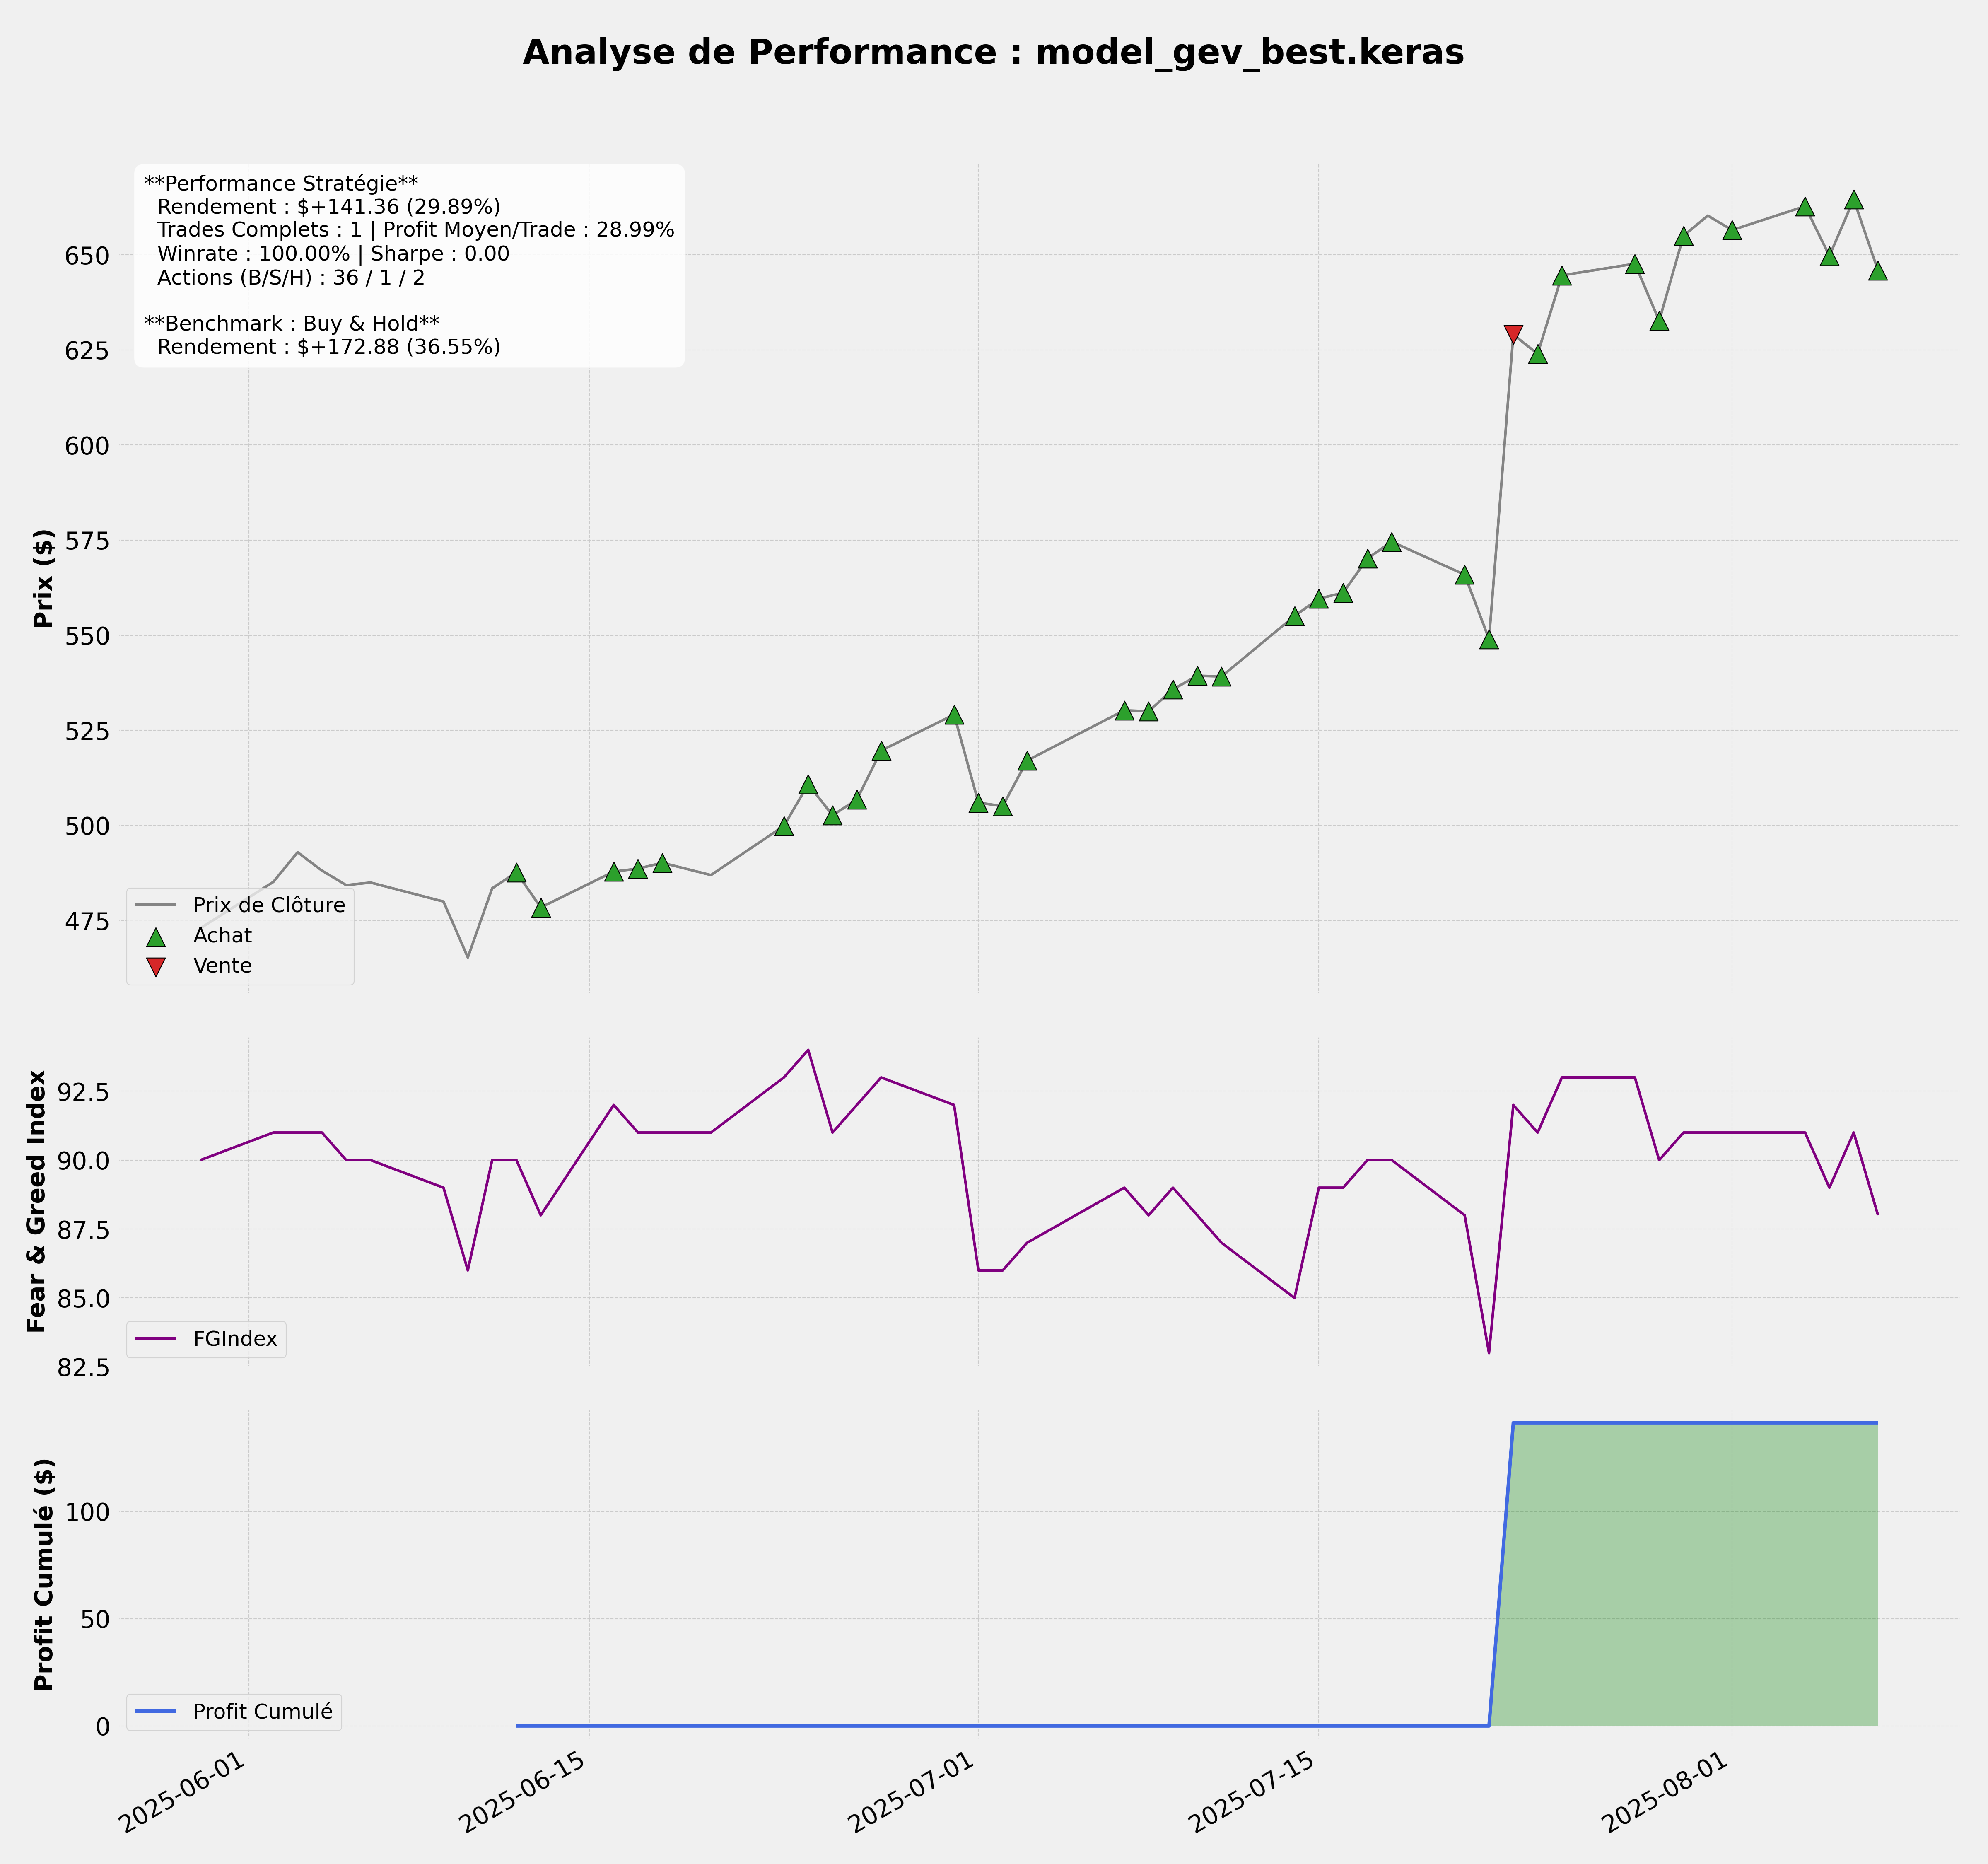 Analyse de Performance : model_gev_best.keras
**Performance Stratégie**
Rendement : $+141.36 (29.89%)
Trades Complets : 1 | Profit Moyen/Trade : 28.99%
Winrate : 100.00% | Sharpe : 0.00
Actions (B/S/H) : 36 / 1 / 2
**Benchmark : Buy & Hold**
Rendement : $+172.88 (36.55%)
Prix ($)
650
625
600
575
550
525
500
475
Prix de Clôture
Achat
Vente
Fear & Greed Index
92.5
90.0
87.5
85.0
82.5
FGIndex
Profit Cumulé ($)
100
50
0
Profit Cumulé
2025-06-01
2025-06-15
2025-07-01
2025-07-15
2025-08-01